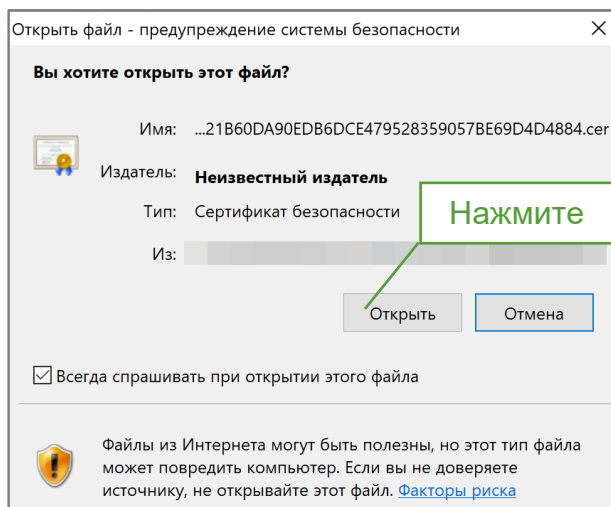 Открыть файл - предупреждение системы безопасности
Вы хотите открыть этот файл?
Имя: ...21B60DA90EDB6DCE479528359057BE69D4D4884.cer
Издатель: Неизвестный издатель
Тип: Сертификат безопасности
Нажмите
Из:
Открыть Отмена
Всегда спрашивать при открытии этого файла
Файлы из Интернета могут быть полезны, но этот тип файла
может повредить компьютер. Если вы не доверяете
источнику, не открывайте этот файл. Факторы риска